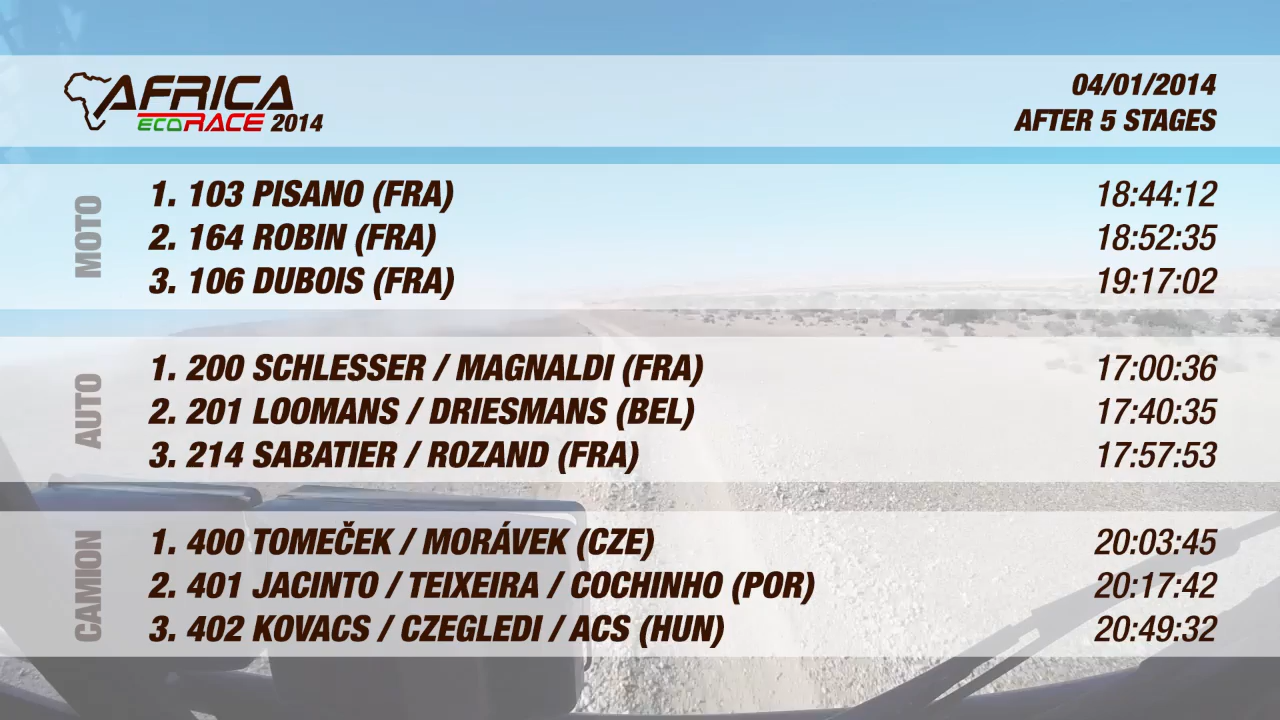 AFRICA
ECORACE 2014
04/01/2014
AFTER 5 STAGES
MOTO
1. 103 PISANO (FRA) 18:44:12
2. 164 ROBIN (FRA) 18:52:35
3. 106 DUBOIS (FRA) 19:17:02
AUTO
1. 200 SCHLESSER / MAGNALDI (FRA) 17:00:36
2. 201 LOOMANS / DRIESMANS (BEL) 17:40:35
3. 214 SABATIER / ROZAND (FRA) 17:57:53
CAMION
1. 400 TOMEČEK / MORÁVEK (CZE) 20:03:45
2. 401 JACINTO / TEIXEIRA / COCHINHO (POR) 20:17:42
3. 402 KOVACS / CZEGLEDI / ACS (HUN) 20:49:32